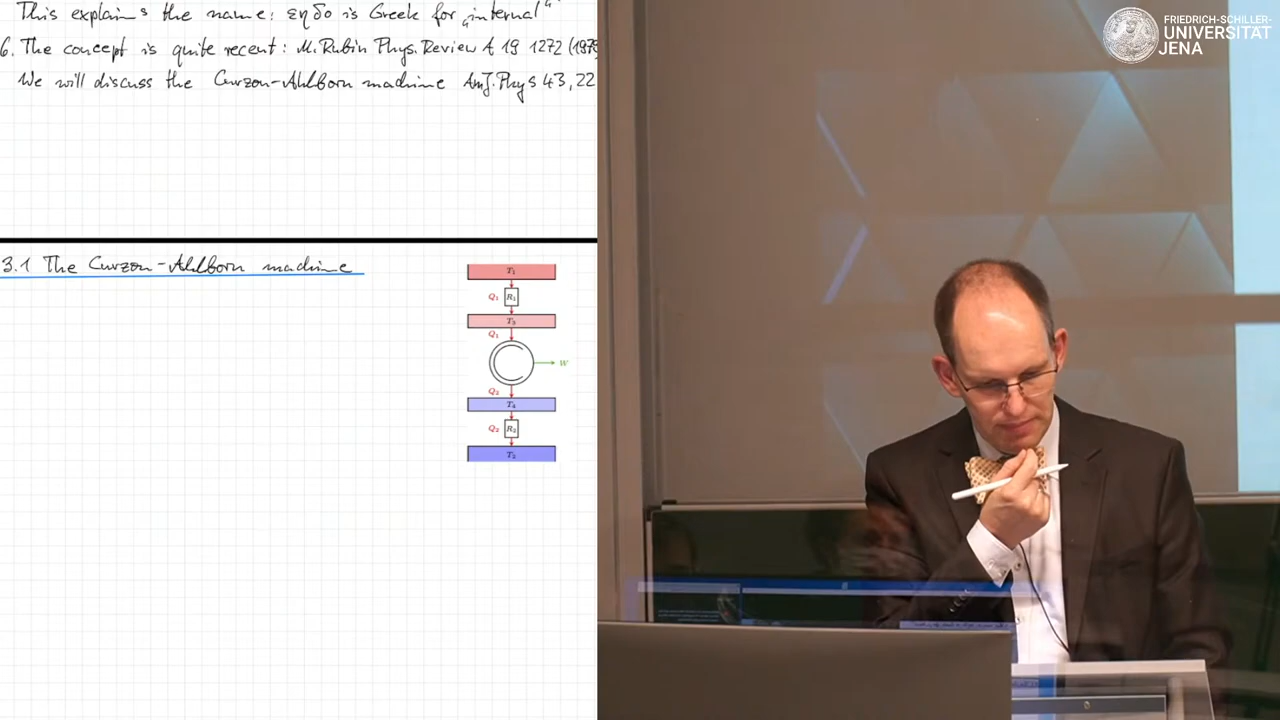 This explains the name: εηδο is Greek for „internal"
6. The concept is quite recent: M. Rubin Phys. Review A 19 1272 (1979
We will discuss the Curzon-Ahlborn machine Am J. Phys 43, 22
3.1 The Curzon-Ahlborn machine
T₁
Q₁ R₁
T₃
Q₁
W
Q₂
T₄
Q₂ R₂
T₂
FRIEDRICH-SCHILLER-
UNIVERSITÄT
JENA